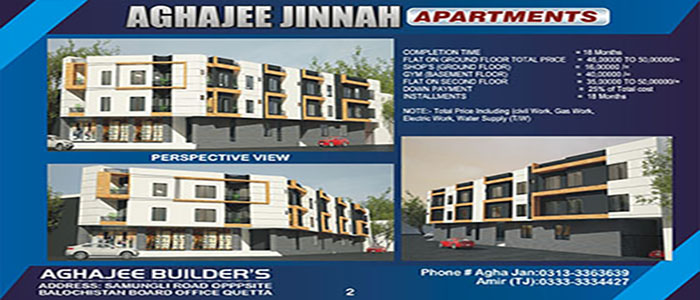 AGHAJEE JINNAH APARTMENTS
COMPLETION TIME = 18 Months
FLAT ON GROUND FLOOR TOTAL PRICE = 45,00000 TO 50,00000/=
SHOP'S (GROUND FLOOR) = 16,00000 /=
GYM (BASEMENT FLOOR) = 40,00000 /=
FLAT ON SECOND FLOOR = 35,00000 TO 50,00000/=
DOWN PAYMENT = 25% of Total cost
INSTALLMENTS = 18 Month
NOTE:- Total Price Including (civil Work, Gas Work,
Electric Work, Water Supply (T/W)
PERSPECTIVE VIEW
AGHAJEE BUILDER'S
ADDRESS: SAMUNGLI ROAD OPPPSITE
BALOCHISTAN BOARD OFFICE QUETTA
2
Phone # Agha Jan:0313-3363639
Amir (TJ):0333-3334427